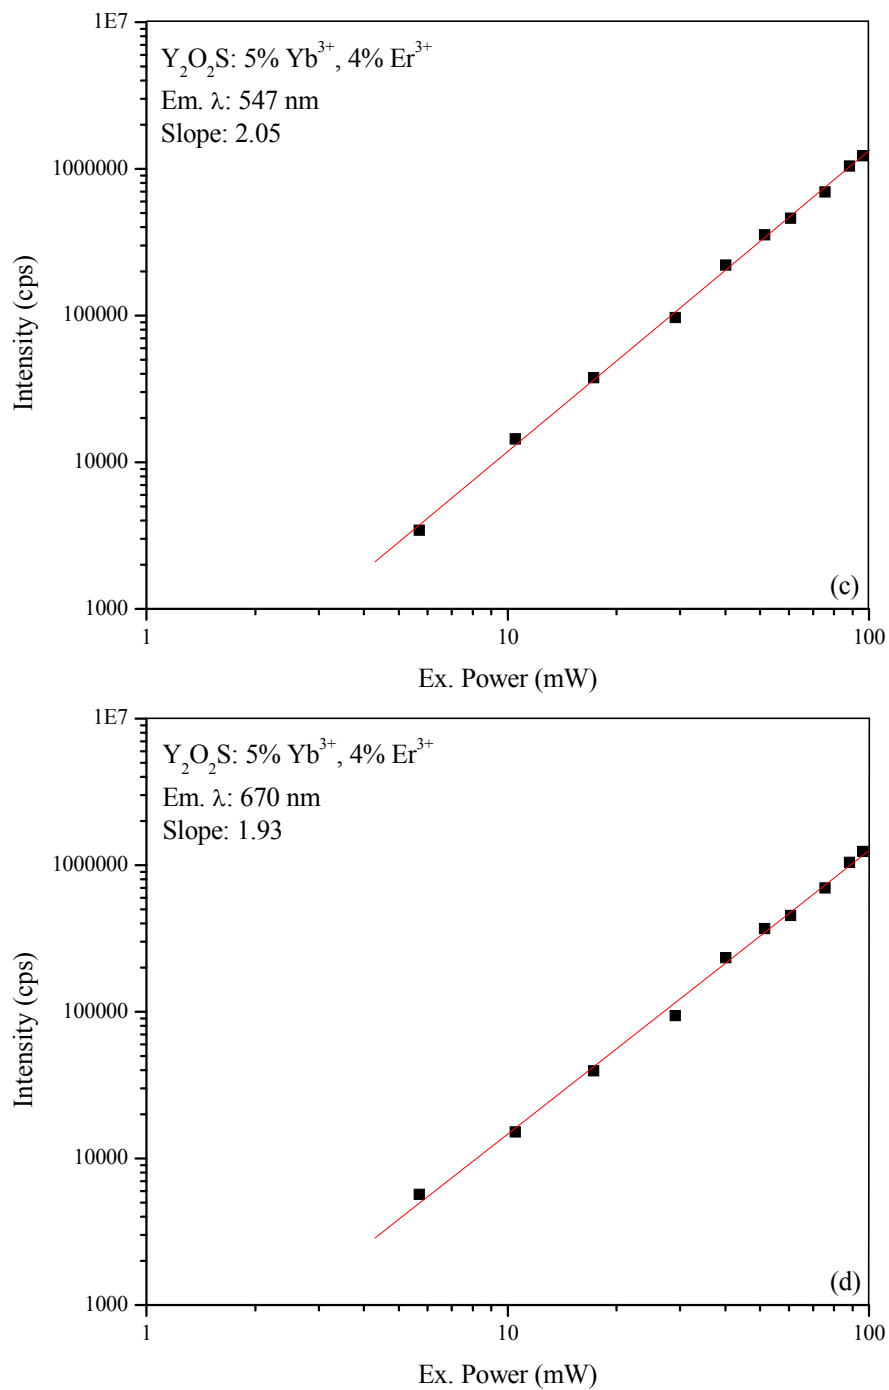 1E7
Y₂O₂S: 5% Yb³⁺, 4% Er³⁺
Em. λ: 547 nm
Slope: 2.05
1000000
100000
10000
1000
Intensity (cps)
(c)
1
10
100
Ex. Power (mW)
1E7
Y₂O₂S: 5% Yb³⁺, 4% Er³⁺
Em. λ: 670 nm
Slope: 1.93
1000000
100000
10000
1000
Intensity (cps)
(d)
1
10
100
Ex. Power (mW)